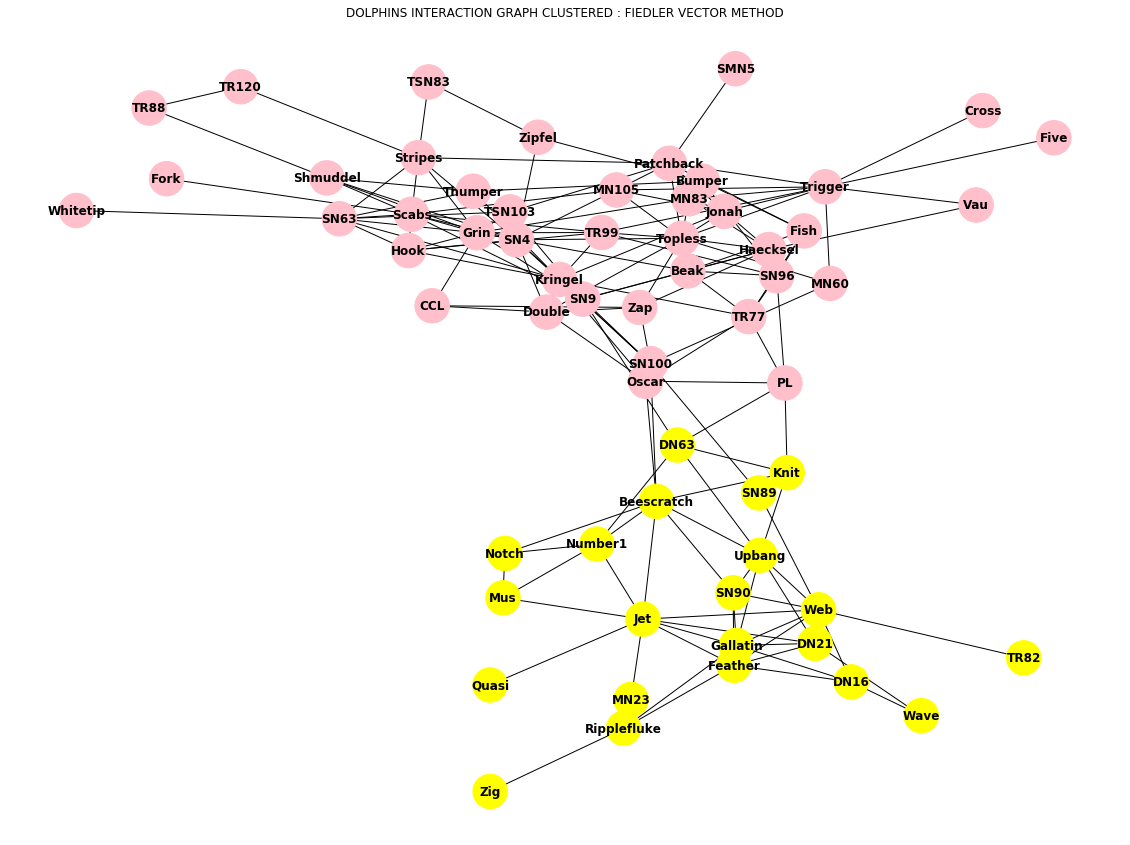 DOLPHINS INTERACTION GRAPH CLUSTERED : FIEDLER VECTOR METHOD
SMN5
TSN83
TR120
TR88
Cross
Zipfel
Five
Stripes
Patchback
Shmuddel
Fork
Bumper
Trigger
Thumper
MN105
MN83
Vau
Whitetip
SN63
Scabs
TSN103
Jonah
Grin
TR99
Fish
SN4
Topless
Hook
Haecksel
Beak
SN96
Kringel
MN60
SN9
CCL
Double
Zap
TR77
SN100
Oscar
PL
DN63
Knit
SN89
Beescratch
Number1
Notch
Upbang
SN90
Mus
Web
Jet
DN21
Gallatin
TR82
Feather
DN16
Quasi
MN23
Wave
Ripplefluke
Zig